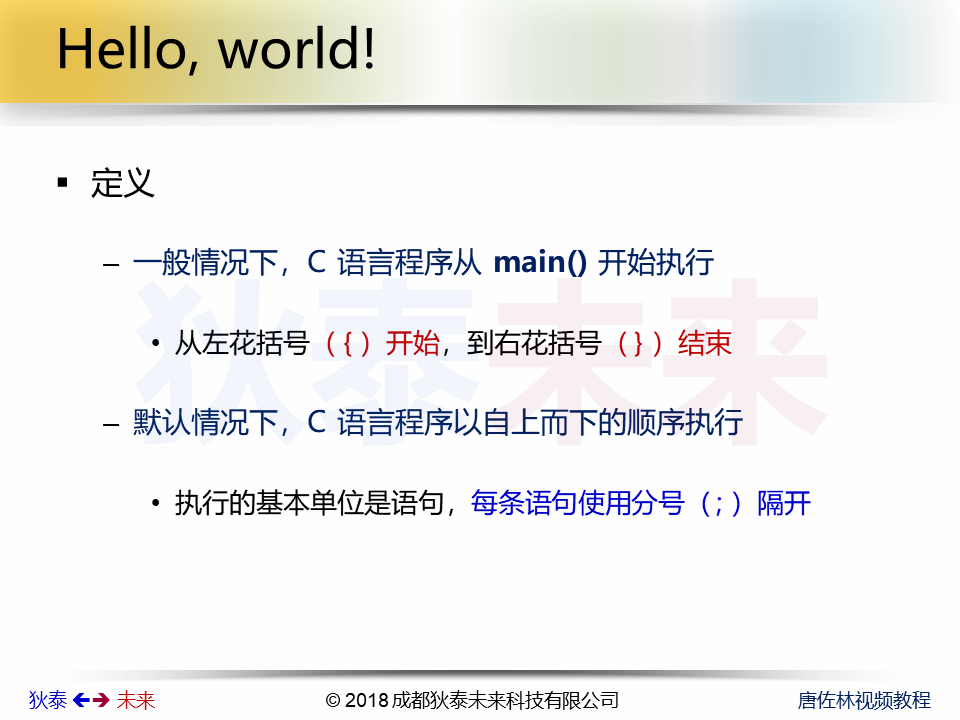 Hello, world!
▪ 定义
– 一般情况下，C 语言程序从 main() 开始执行
• 从左花括号（ { ）开始，到右花括号（ } ）结束
– 默认情况下，C 语言程序以自上而下的顺序执行
• 执行的基本单位是语句，每条语句使用分号（ ; ）隔开
狄泰未来
狄泰 🡸🡺 未来
© 2018 成都狄泰未来科技有限公司
唐佐林视频教程